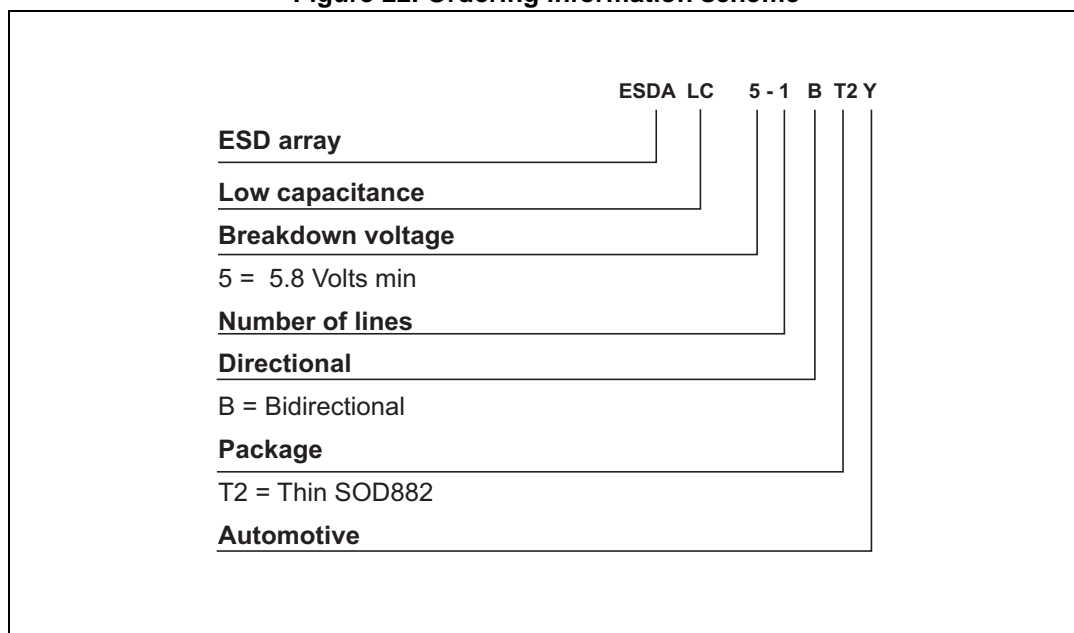 Figure 22. Ordering information scheme
ESDA LC 5 - 1 B T2 Y
ESD array
Low capacitance
Breakdown voltage
5 = 5.8 Volts min
Number of lines
Directional
B = Bidirectional
Package
T2 = Thin SOD882
Automotive